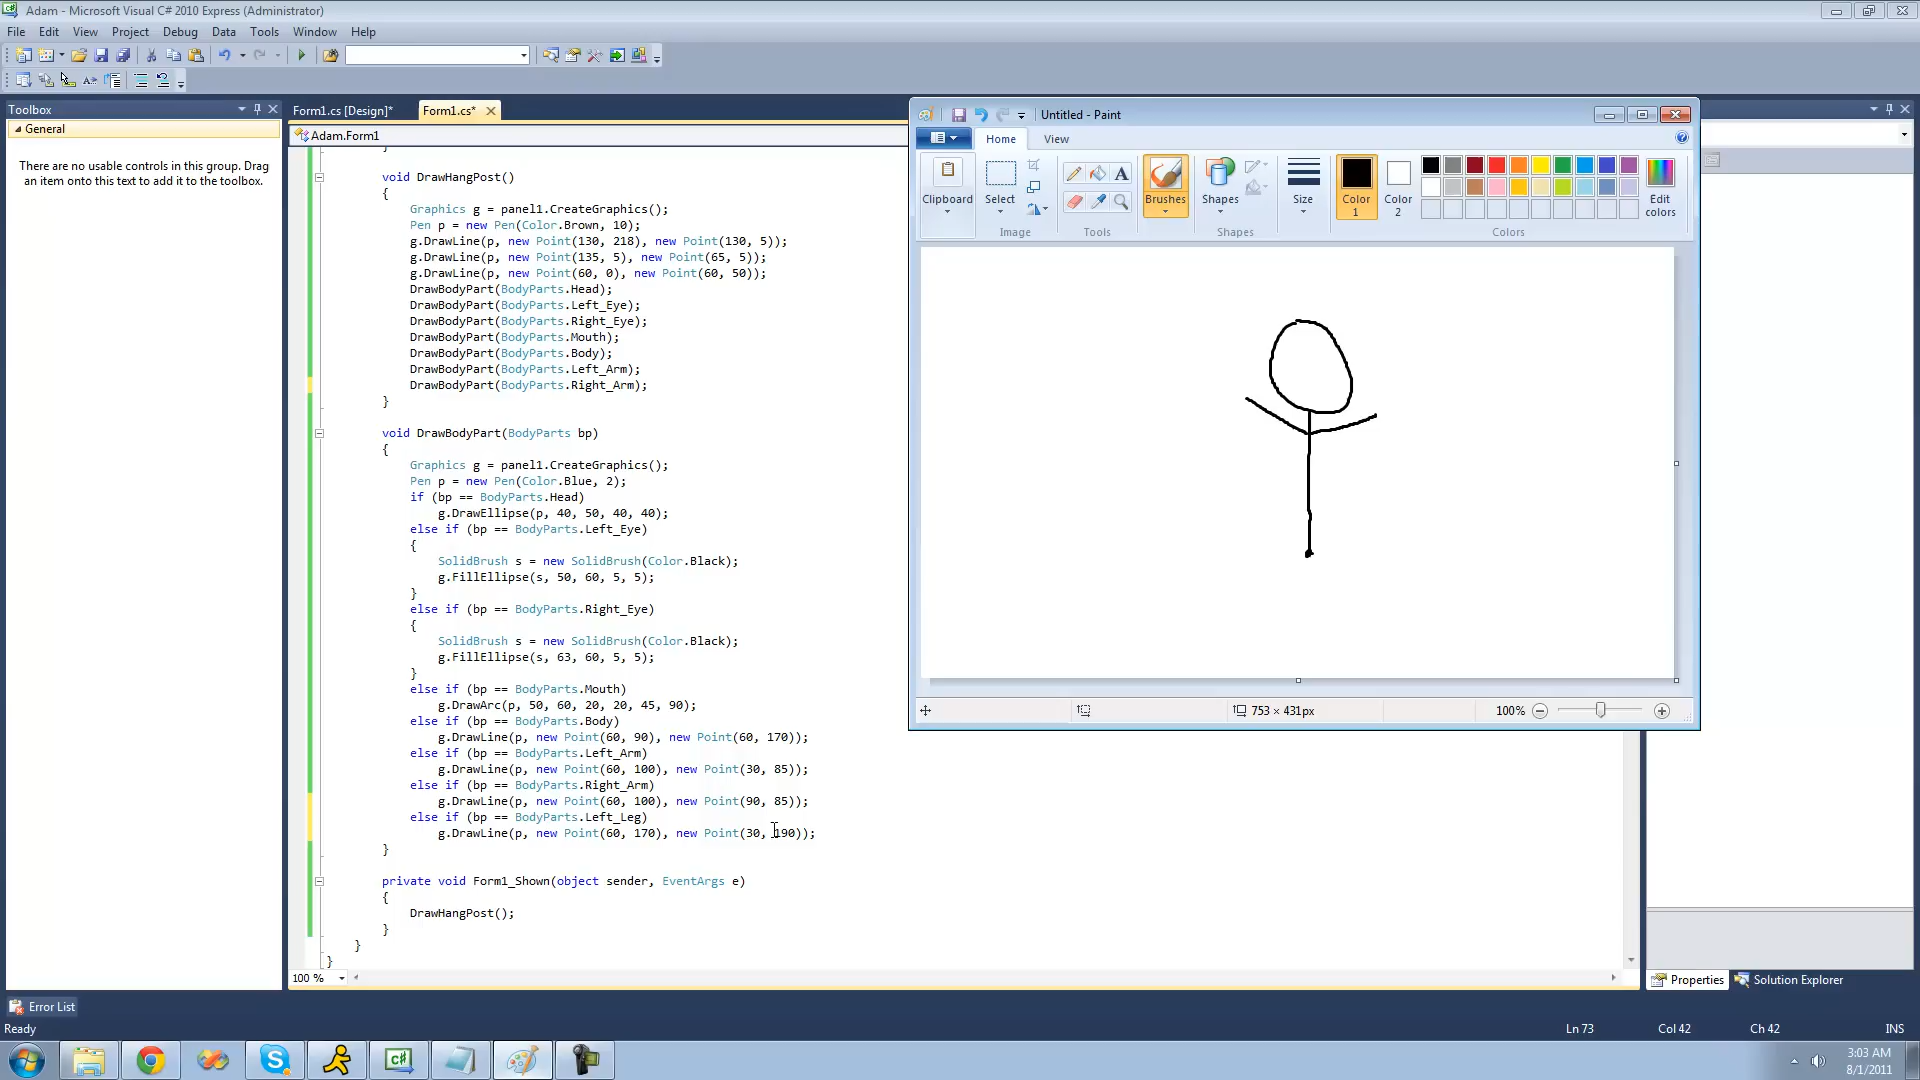 Adam - Microsoft Visual C# 2010 Express (Administrator)
File Edit View Project Debug Data Tools Window Help
Toolbox
General
There are no usable controls in this group. Drag
an item onto this text to add it to the toolbox.
Form1.cs [Design]* Form1.cs*
Adam.Form1
}
void DrawHangPost()
{
Graphics g = panel1.CreateGraphics();
Pen p = new Pen(Color.Brown, 10);
g.DrawLine(p, new Point(130, 218), new Point(130, 5));
g.DrawLine(p, new Point(135, 5), new Point(65, 5));
g.DrawLine(p, new Point(60, 0), new Point(60, 50));
DrawBodyPart(BodyParts.Head);
DrawBodyPart(BodyParts.Left_Eye);
DrawBodyPart(BodyParts.Right_Eye);
DrawBodyPart(BodyParts.Mouth);
DrawBodyPart(BodyParts.Body);
DrawBodyPart(BodyParts.Left_Arm);
DrawBodyPart(BodyParts.Right_Arm);
}
void DrawBodyPart(BodyParts bp)
{
Graphics g = panel1.CreateGraphics();
Pen p = new Pen(Color.Blue, 2);
if (bp == BodyParts.Head)
g.DrawEllipse(p, 40, 50, 40, 40);
else if (bp == BodyParts.Left_Eye)
{
SolidBrush s = new SolidBrush(Color.Black);
g.FillEllipse(s, 50, 60, 5, 5);
}
else if (bp == BodyParts.Right_Eye)
{
SolidBrush s = new SolidBrush(Color.Black);
g.FillEllipse(s, 63, 60, 5, 5);
}
else if (bp == BodyParts.Mouth)
g.DrawArc(p, 50, 60, 20, 20, 45, 90);
else if (bp == BodyParts.Body)
g.DrawLine(p, new Point(60, 90), new Point(60, 170));
else if (bp == BodyParts.Left_Arm)
g.DrawLine(p, new Point(60, 100), new Point(30, 85));
else if (bp == BodyParts.Right_Arm)
g.DrawLine(p, new Point(60, 100), new Point(90, 85));
else if (bp == BodyParts.Left_Leg)
g.DrawLine(p, new Point(60, 170), new Point(30, 190));
}
private void Form1_Shown(object sender, EventArgs e)
{
DrawHangPost();
}
}
}
100 %
Untitled - Paint
Home View
Clipboard Select Brushes Shapes Size Color 1 Color 2 Edit colors
Image Tools Shapes Colors
753 × 431px 100%
Properties Solution Explorer
Error List
Ready Ln 73 Col 42 Ch 42 INS
3:03 AM
8/1/2011